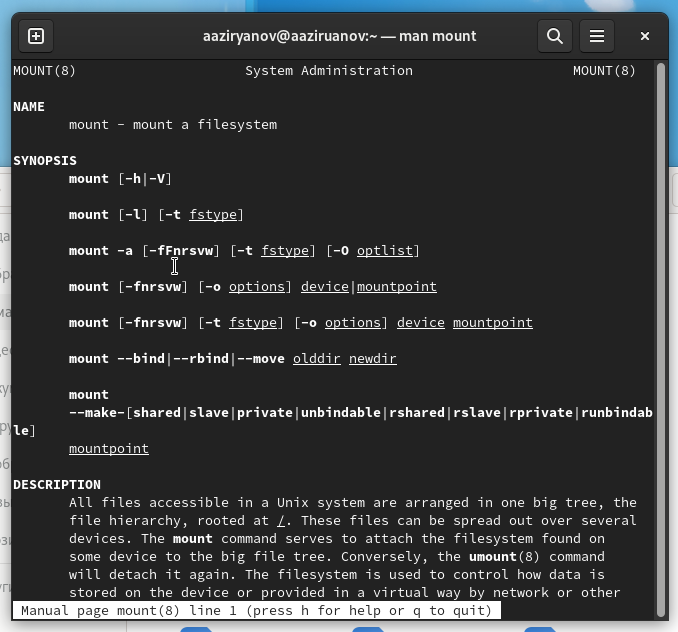 aaziryanov@aaziruanov:~ — man mount
MOUNT(8) System Administration MOUNT(8)
NAME
mount - mount a filesystem
SYNOPSIS
mount [-h|-V]
mount [-l] [-t fstype]
mount -a [-fFnrsvw] [-t fstype] [-O optlist]
mount [-fnrsvw] [-o options] device|mountpoint
mount [-fnrsvw] [-t fstype] [-o options] device mountpoint
mount --bind|--rbind|--move olddir newdir
mount
--make-[shared|slave|private|unbindable|rshared|rslave|rprivate|runbindab
le]
mountpoint
DESCRIPTION
All files accessible in a Unix system are arranged in one big tree, the
file hierarchy, rooted at /. These files can be spread out over several
devices. The mount command serves to attach the filesystem found on
some device to the big file tree. Conversely, the umount(8) command
will detach it again. The filesystem is used to control how data is
stored on the device or provided in a virtual way by network or other
Manual page mount(8) line 1 (press h for help or q to quit)